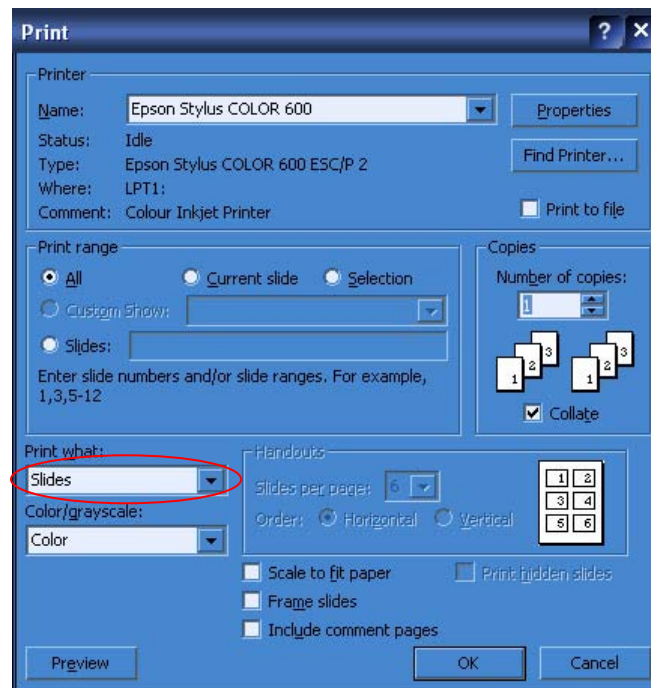 Print
Printer
Name: Epson Stylus COLOR 600 Properties
Status: Idle
Type: Epson Stylus COLOR 600 ESC/P 2 Find Printer...
Where: LPT1:
Comment: Colour Inkjet Printer Print to file
Print range
All Current slide Selection
Custom Show:
Slides:
Enter slide numbers and/or slide ranges. For example,
1,3,5-12
Copies
Number of copies:
1
1 2 3 1 2 3
Collate
Print what:
Slides
Color/grayscale:
Color
Handouts
Slides per page: 6
Order: Horizontal Vertical
1 2
3 4
5 6
Scale to fit paper Print hidden slides
Frame slides
Include comment pages
Preview OK Cancel